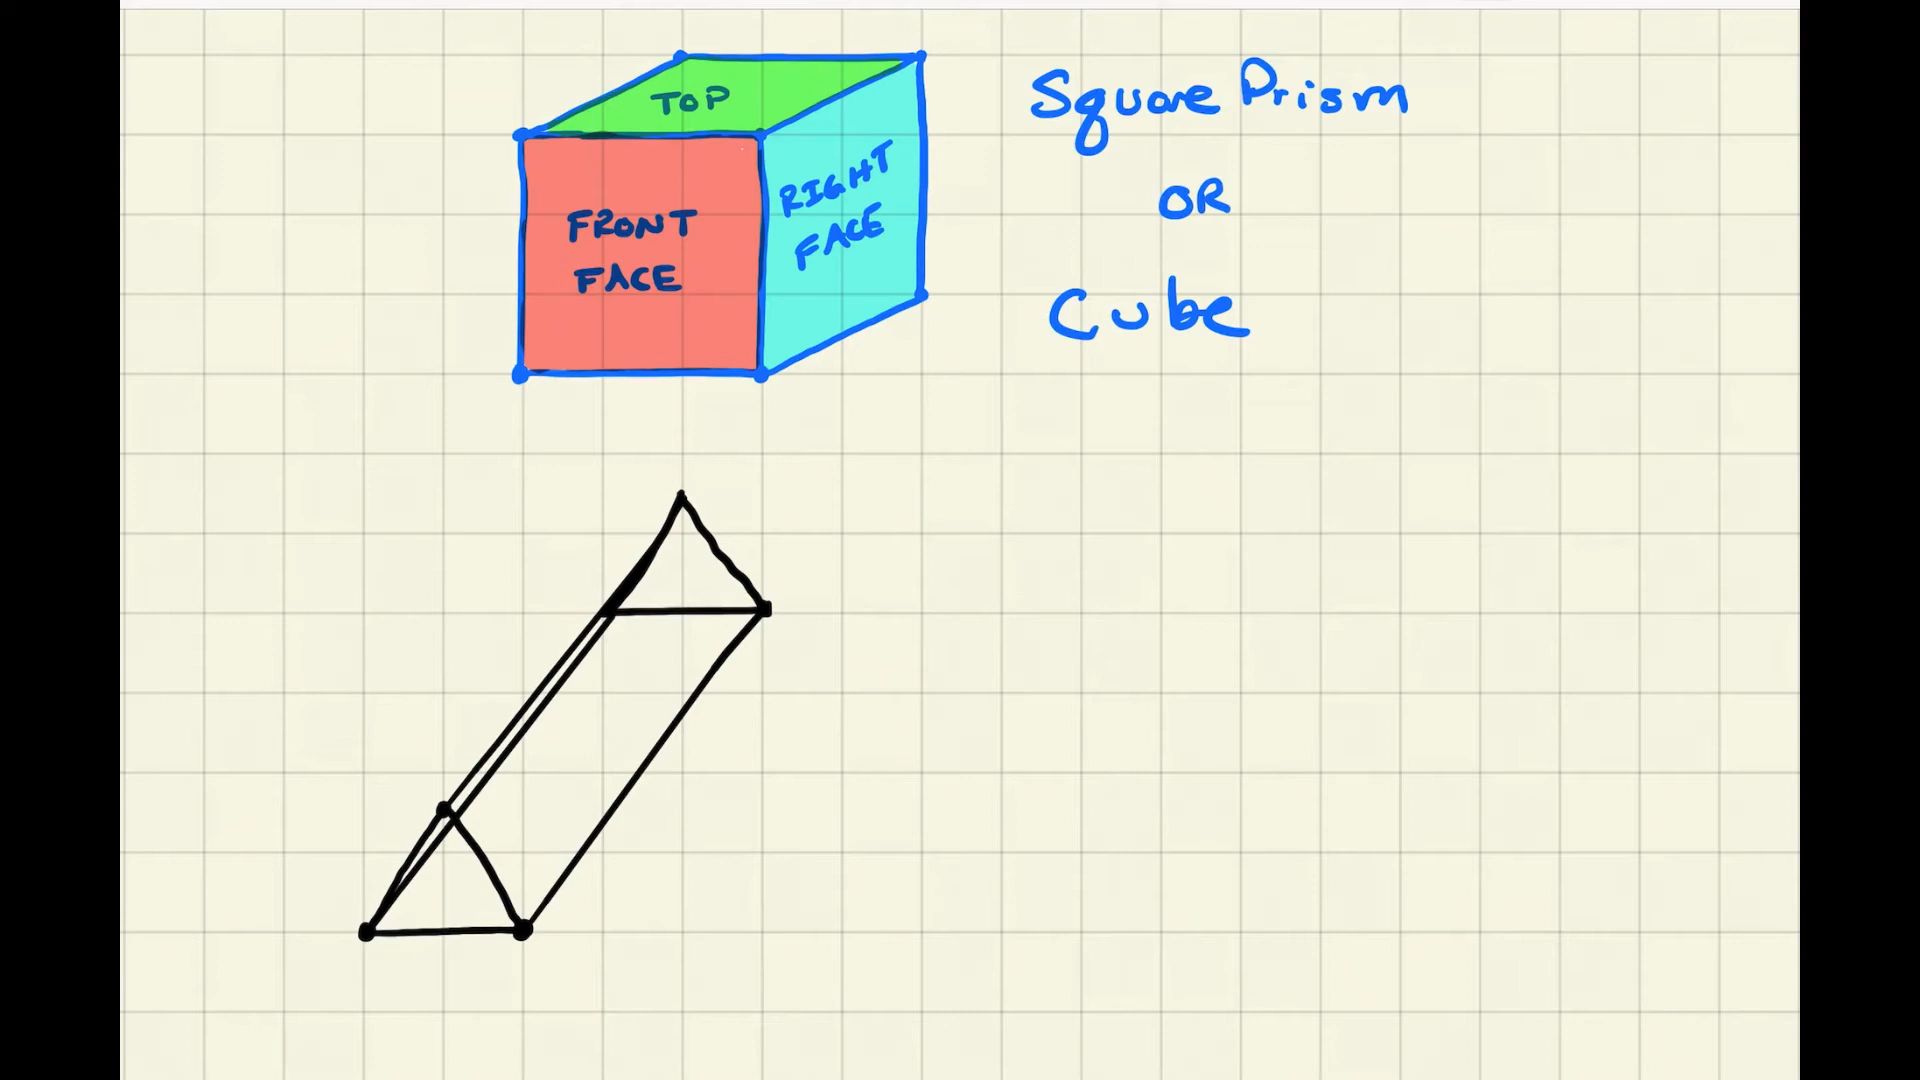 TOP
FRONT
FACE
RIGHT
FACE
Square Prism
OR
Cube